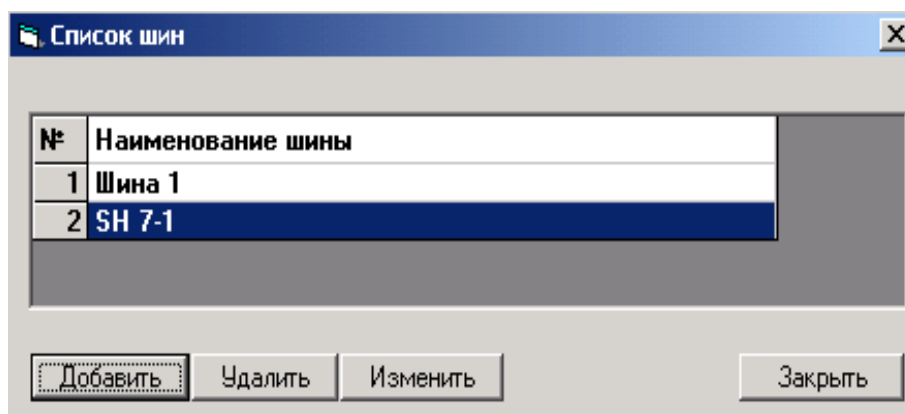 Список шин
№ Наименование шины
1 Шина 1
2 SH 7-1
Добавить Удалить Изменить Закрыть